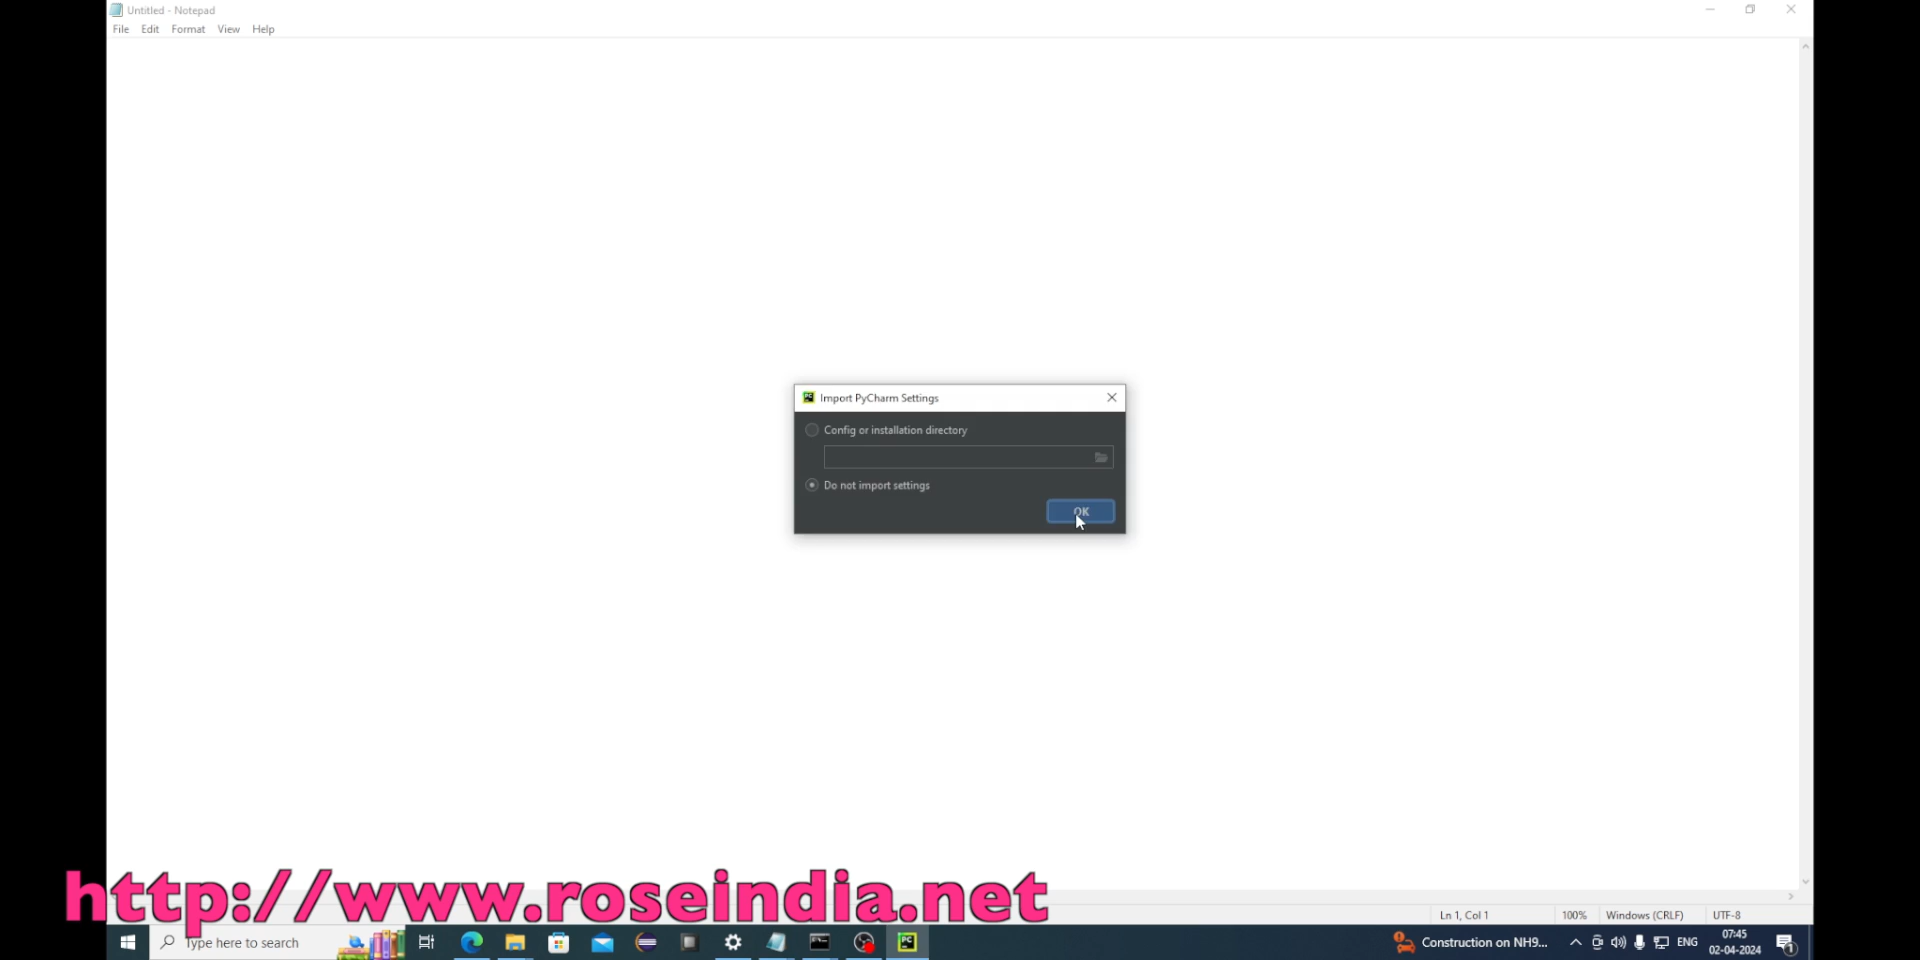 Untitled - Notepad
File Edit Format View Help
Import PyCharm Settings
Config or installation directory
Do not import settings
OK
http://www.roseindia.net
Ln 1, Col 1 100% Windows (CRLF) UTF-8
Type here to search
Construction on NH9...
ENG
07:45
02-04-2024
1